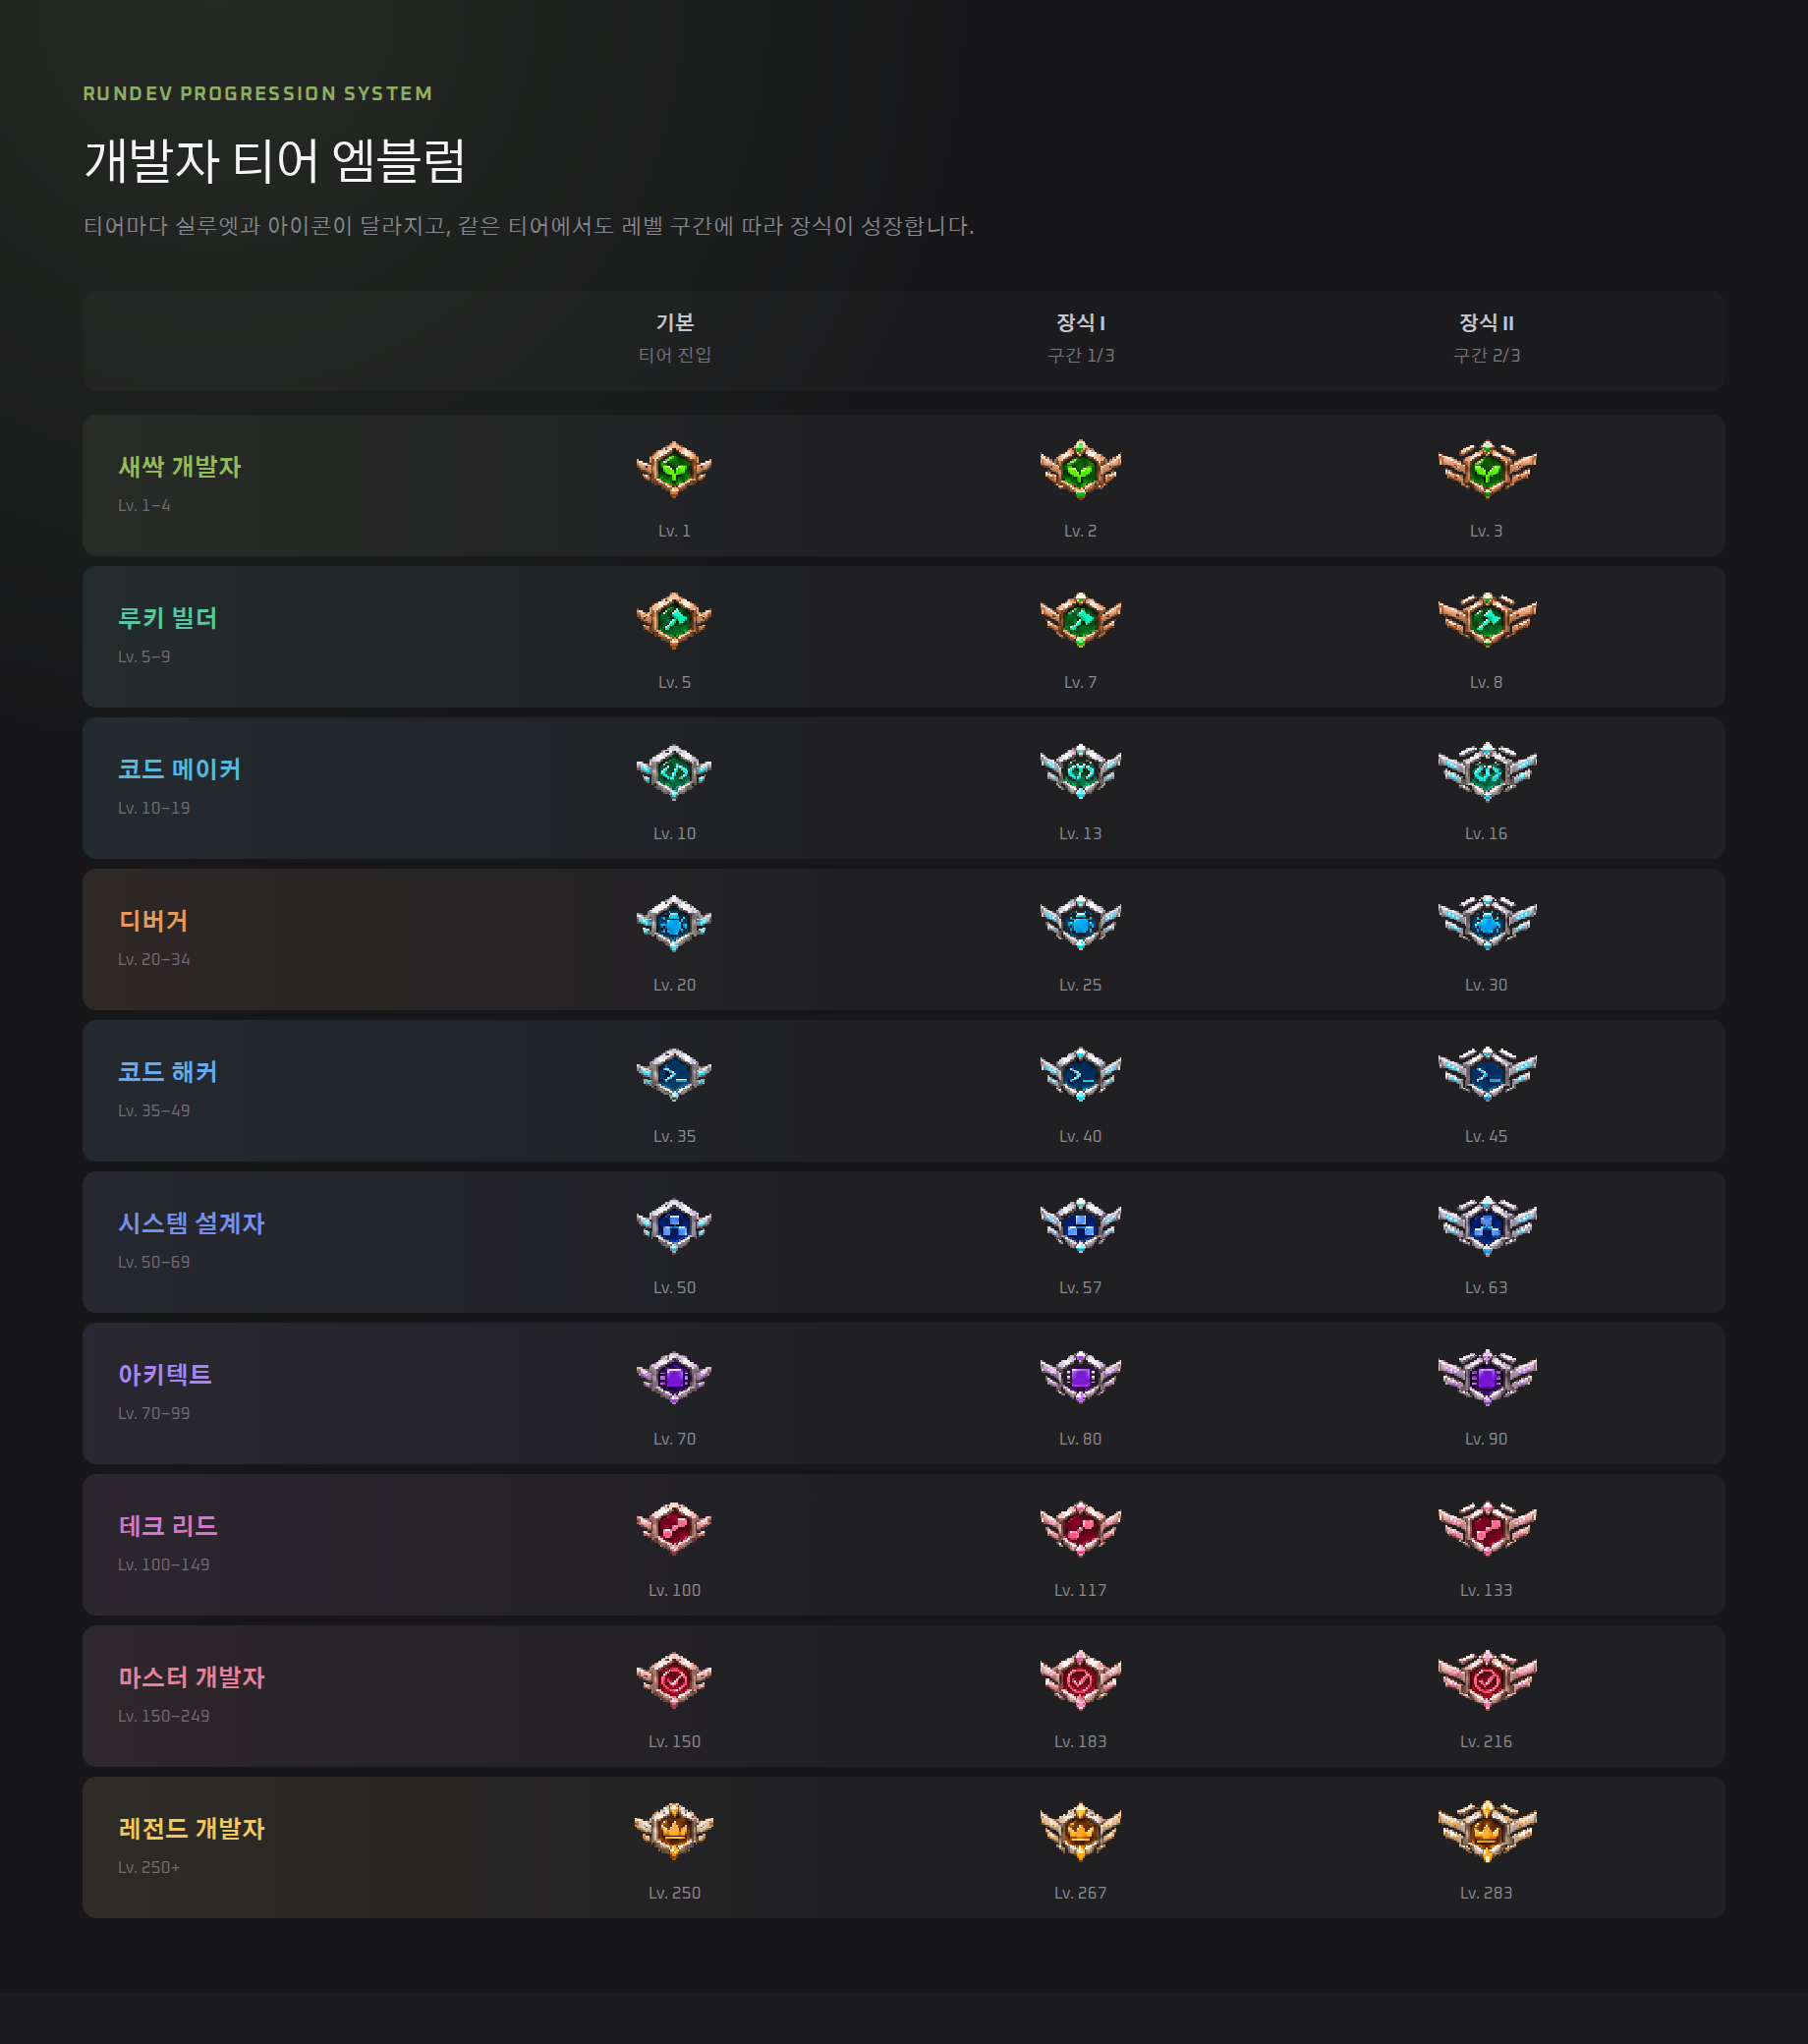 RUNDEV PROGRESSION SYSTEM
개발자 티어 엠블럼
티어마다 실루엣과 아이콘이 달라지고, 같은 티어에서도 레벨 구간에 따라 장식이 성장합니다.
기본 장식 I 장식 II
티어 진입 구간 1/3 구간 2/3
새싹 개발자
Lv. 1–4
Lv. 1 Lv. 2 Lv. 3
루키 빌더
Lv. 5–9
Lv. 5 Lv. 7 Lv. 8
코드 메이커
Lv. 10–19
Lv. 10 Lv. 13 Lv. 16
디버거
Lv. 20–34
Lv. 20 Lv. 25 Lv. 30
코드 해커
Lv. 35–49
Lv. 35 Lv. 40 Lv. 45
시스템 설계자
Lv. 50–69
Lv. 50 Lv. 57 Lv. 63
아키텍트
Lv. 70–99
Lv. 70 Lv. 80 Lv. 90
테크 리드
Lv. 100–149
Lv. 100 Lv. 117 Lv. 133
마스터 개발자
Lv. 150–249
Lv. 150 Lv. 183 Lv. 216
레전드 개발자
Lv. 250+
Lv. 250 Lv. 267 Lv. 283